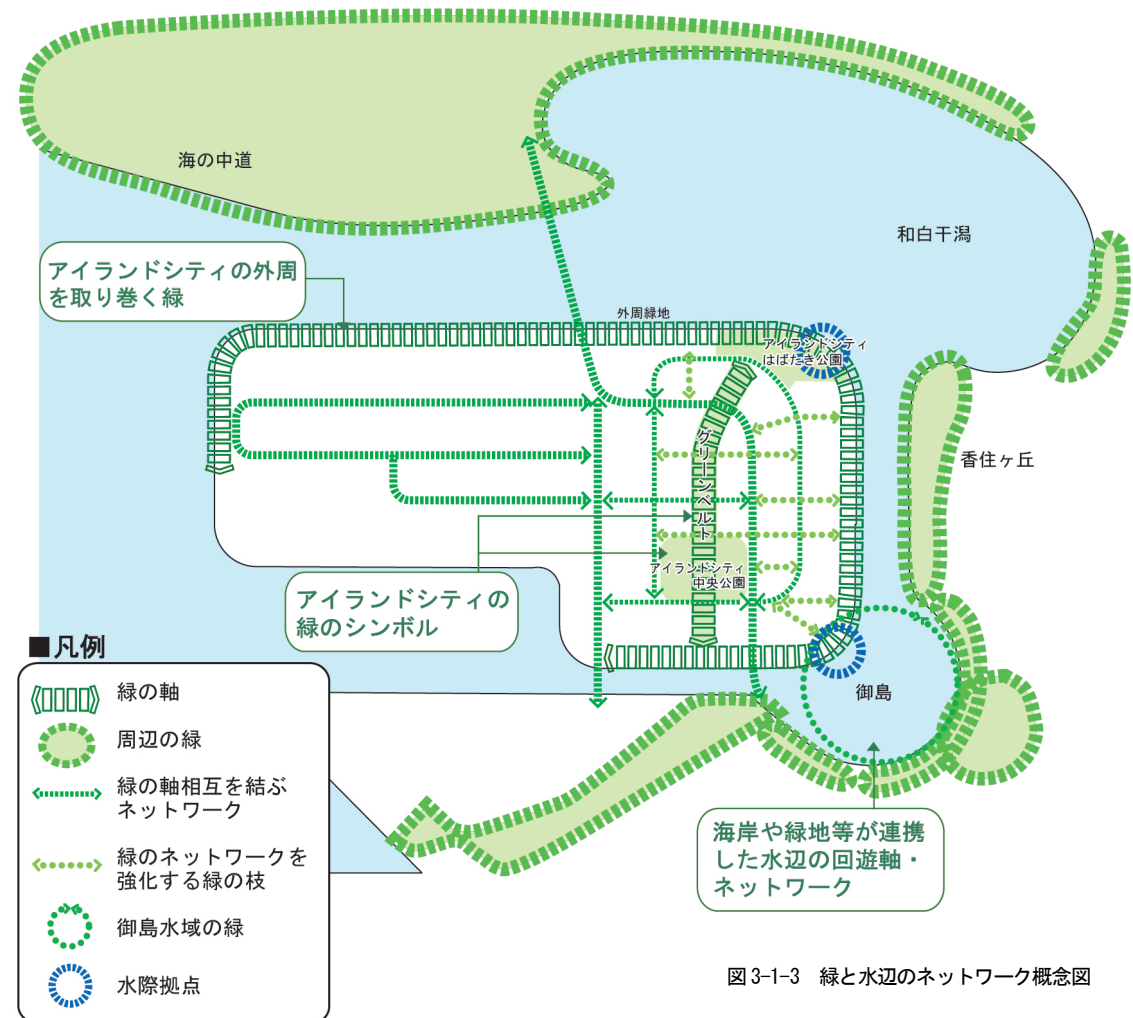 海の中道
和白干潟
アイランドシティの外周
を取り巻く緑
外周緑地
アイランドシティ
はばたき公園
グリーンベルト
香住ヶ丘
アイランドシティ
中央公園
アイランドシティの
緑のシンボル
御島
海岸や緑地等が連携
した水辺の回遊軸・
ネットワーク
■凡例
緑の軸
周辺の緑
緑の軸相互を結ぶ
ネットワーク
緑のネットワークを
強化する緑の枝
御島水域の緑
水際拠点
図 3-1-3　緑と水辺のネットワーク概念図